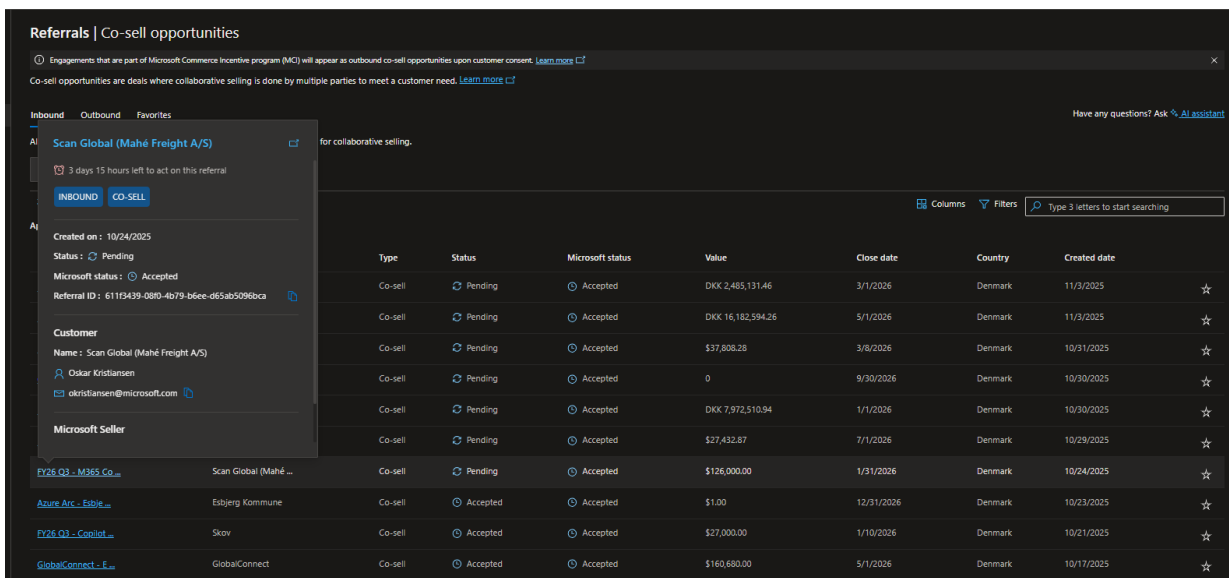 Referrals | Co-sell opportunities
Engagements that are part of Microsoft Commerce Incentive program (MCI) will appear as outbound co-sell opportunities upon customer consent. Learn more
Co-sell opportunities are deals where collaborative selling is done by multiple parties to meet a customer need. Learn more
Inbound Outbound Favorites
Have any questions? Ask AI assistant
for collaborative selling.
Scan Global (Mahé Freight A/S)
3 days 15 hours left to act on this referral
INBOUND CO-SELL
Created on : 10/24/2025
Status : Pending
Microsoft status : Accepted
Referral ID : 611f3439-08f0-4b79-b6ee-d65ab5096bca
Customer
Name : Scan Global (Mahé Freight A/S)
Oskar Kristiansen
okristiansen@microsoft.com
Microsoft Seller
Columns Filters Type 3 letters to start searching
Type Status Microsoft status Value Close date Country Created date
Co-sell Pending Accepted DKK 2,485,131.46 3/1/2026 Denmark 11/3/2025
Co-sell Pending Accepted DKK 16,182,594.26 5/1/2026 Denmark 11/3/2025
Co-sell Pending Accepted $37,808.28 3/8/2026 Denmark 10/31/2025
Co-sell Pending Accepted 0 9/30/2026 Denmark 10/30/2025
Co-sell Pending Accepted DKK 7,972,510.94 1/1/2026 Denmark 10/30/2025
Co-sell Pending Accepted $27,432.87 7/1/2026 Denmark 10/29/2025
FY26 Q3 - M365 Co ... Scan Global (Mahé ... Co-sell Pending Accepted $126,000.00 1/31/2026 Denmark 10/24/2025
Azure Arc - Esbje ... Esbjerg Kommune Co-sell Accepted Accepted $1.00 12/31/2026 Denmark 10/23/2025
FY26 Q3 - Copilot ... Skov Co-sell Accepted Accepted $27,000.00 1/10/2026 Denmark 10/21/2025
GlobalConnect - E ... GlobalConnect Co-sell Accepted Accepted $160,680.00 5/1/2026 Denmark 10/17/2025